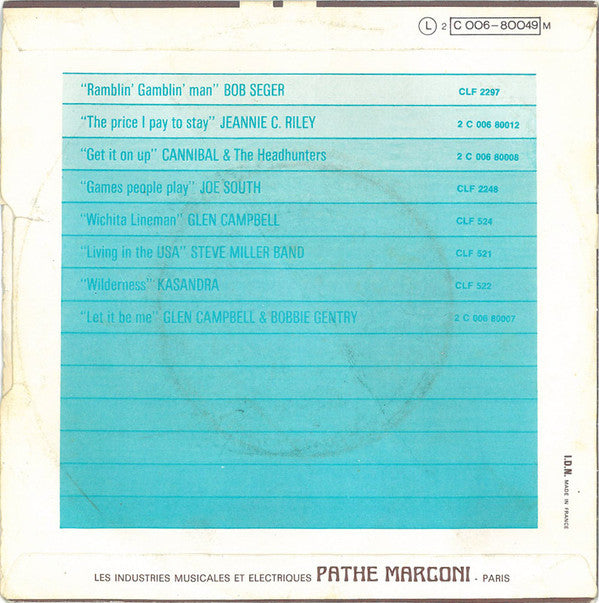 Ⓛ 2 C 006-80049 M
"Ramblin' Gamblin' man" BOB SEGER CLF 2297
"The price I pay to stay" JEANNIE C. RILEY 2 C 006 80012
"Get it on up" CANNIBAL & The Headhunters 2 C 006 80008
"Games people play" JOE SOUTH CLF 2248
"Wichita Lineman" GLEN CAMPBELL CLF 524
"Living in the USA" STEVE MILLER BAND CLF 521
"Wilderness" KASANDRA CLF 522
"Let it be me" GLEN CAMPBELL & BOBBIE GENTRY 2 C 006 80007
I.D.N. MADE IN FRANCE
LES INDUSTRIES MUSICALES ET ELECTRIQUES PATHE MARCONI - PARIS